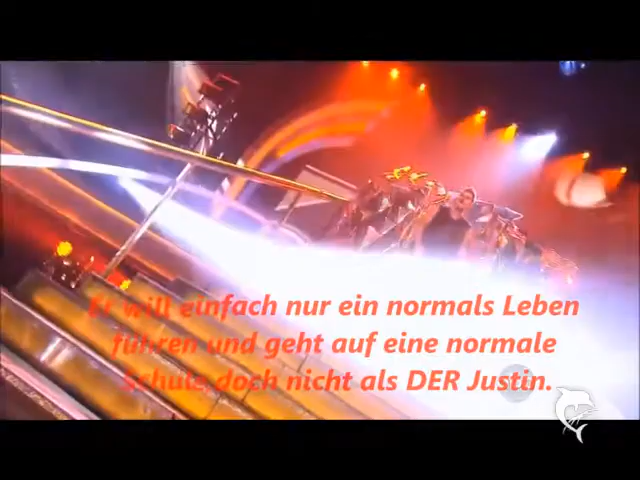 Er will einfach nur ein normals Leben
führen und geht auf eine normale
Schule doch nicht als DER Justin.